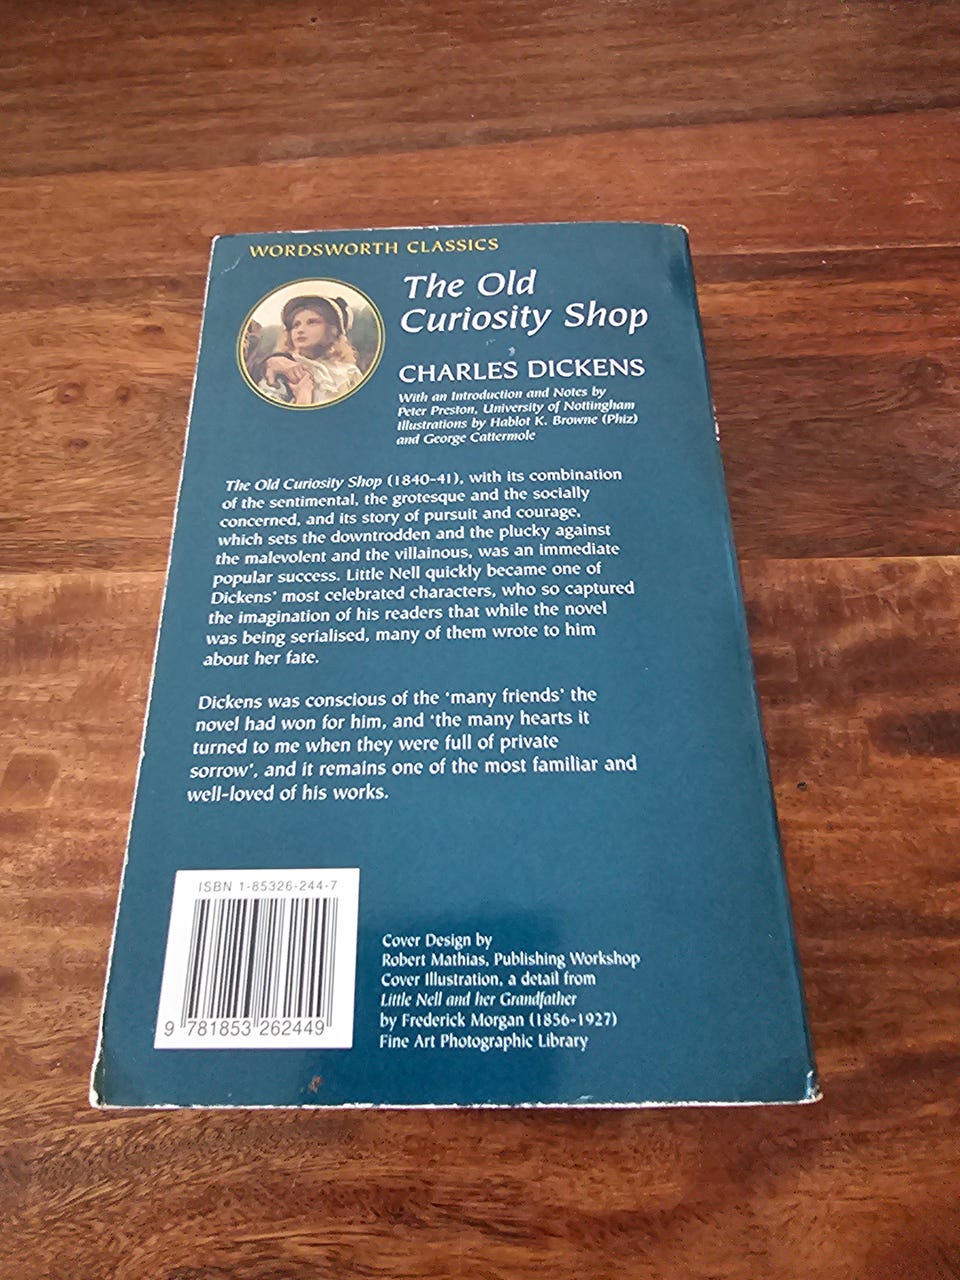 WORDSWORTH CLASSICS
The Old
Curiosity Shop
CHARLES DICKENS
With an Introduction and Notes by
Peter Preston, University of Nottingham
Illustrations by Hablot K. Browne (Phiz)
and George Cattermole
The Old Curiosity Shop (1840-41), with its combination
of the sentimental, the grotesque and the socially
concerned, and its story of pursuit and courage,
which sets the downtrodden and the plucky against
the malevolent and the villainous, was an immediate
popular success. Little Nell quickly became one of
Dickens' most celebrated characters, who so captured
the imagination of his readers that while the novel
was being serialised, many of them wrote to him
about her fate.
Dickens was conscious of the 'many friends' the
novel had won for him, and 'the many hearts it
turned to me when they were full of private
sorrow', and it remains one of the most familiar and
well-loved of his works.
ISBN 1-85326-244-7
9 781853 262449
Cover Design by
Robert Mathias, Publishing Workshop
Cover Illustration, a detail from
Little Nell and her Grandfather
by Frederick Morgan (1856-1927)
Fine Art Photographic Library